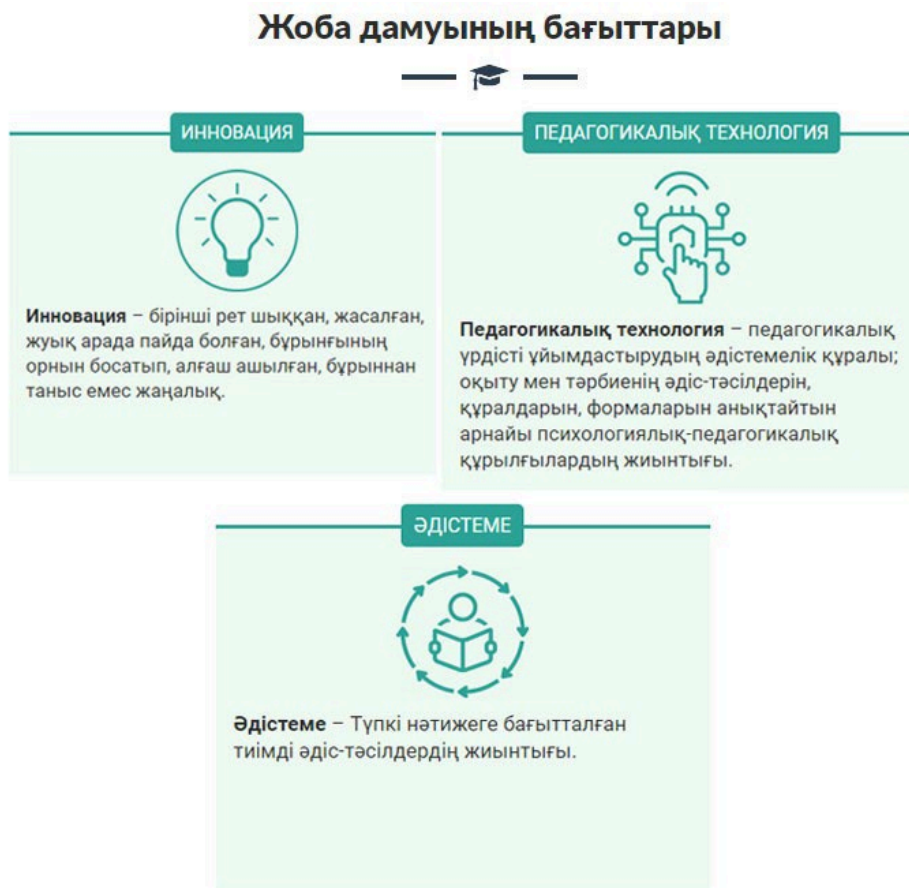 Жоба дамуының бағыттары
ИННОВАЦИЯ
Инновация – бірінші рет шыққан, жасалған,
жуық арада пайда болған, бұрынғының
орнын босатып, алғаш ашылған, бұрыннан
таныс емес жаңалық.
ПЕДАГОГИКАЛЫҚ ТЕХНОЛОГИЯ
Педагогикалық технология – педагогикалық
үрдісті ұйымдастырудың әдістемелік құралы;
оқыту мен тәрбиенің әдіс-тәсілдерін,
құралдарын, формаларын анықтайтын
арнайы психологиялық-педагогикалық
құрылғылардың жиынтығы.
ӘДІСТЕМЕ
Әдістеме – Түпкі нәтижеге бағытталған
тиімді әдіс-тәсілдердің жиынтығы.